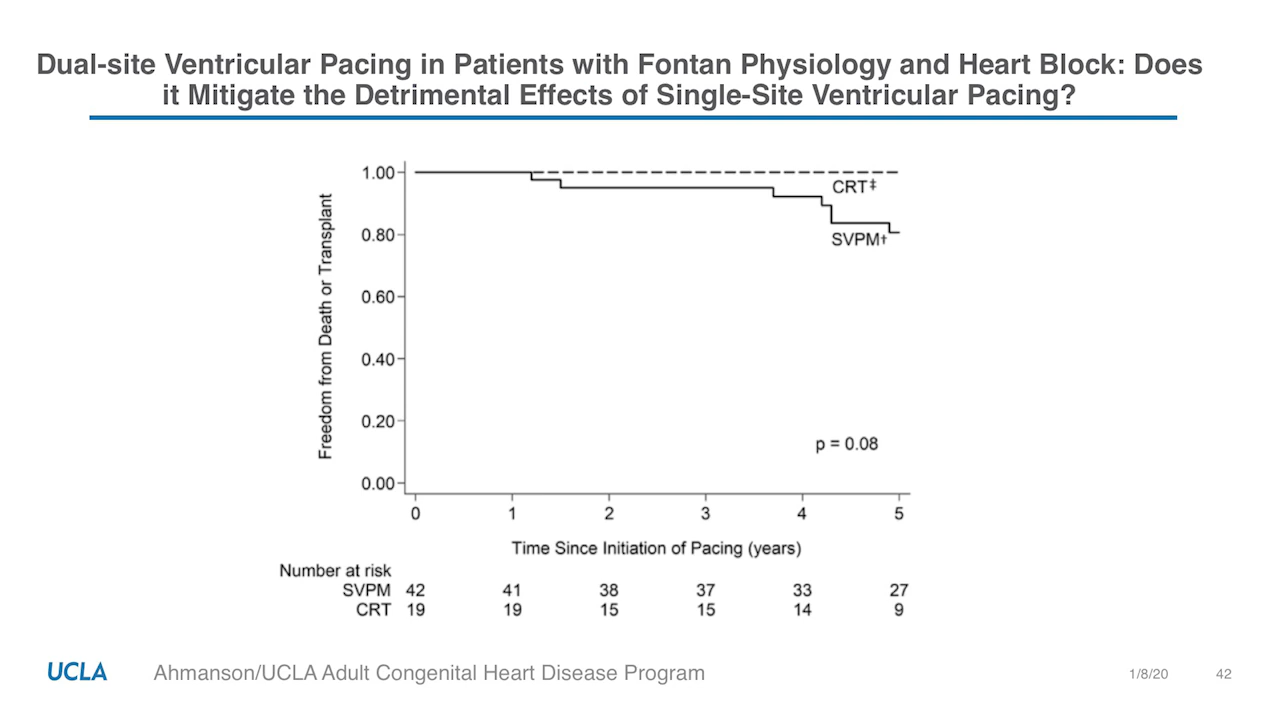 Dual-site Ventricular Pacing in Patients with Fontan Physiology and Heart Block: Does
it Mitigate the Detrimental Effects of Single-Site Ventricular Pacing?
Freedom from Death or Transplant
1.00
0.80
0.60
0.40
0.20
0.00
CRT‡
SVPM†
p = 0.08
0 1 2 3 4 5
Time Since Initiation of Pacing (years)
Number at risk
SVPM 42 41 38 37 33 27
CRT 19 19 15 15 14 9
UCLA Ahmanson/UCLA Adult Congenital Heart Disease Program 1/8/20 42